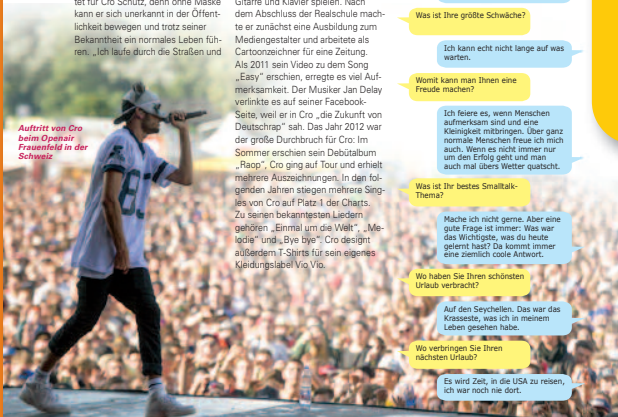 tet für Cro Schutz, denn ohne Maske
kann er sich unerkannt in der Öffent-
lichkeit bewegen und trotz seiner
Bekanntheit ein normales Leben füh-
ren. „Ich laufe durch die Straßen und
Auftritt von Cro
beim Openair
Frauenfeld in der
Schweiz
Gitarre und Klavier spielen. Nach
dem Abschluss der Realschule mach-
te er zunächst eine Ausbildung zum
Mediengestalter und arbeitete als
Cartoonzeichner für eine Zeitung.
Als 2011 sein Video zu dem Song
„Easy“ erschien, erregte es viel Auf-
merksamkeit. Der Musiker Jan Delay
verlinkte es auf seiner Facebook-
Seite, weil er in Cro „die Zukunft von
Deutschrap“ sah. Das Jahr 2012 war
der große Durchbruch für Cro: Im
Sommer erschien sein Debütalbum
„Raop“, Cro ging auf Tour und erhielt
mehrere Auszeichnungen. In den fol-
genden Jahren stiegen mehrere Sing-
les von Cro auf Platz 1 der Charts.
Zu seinen bekanntesten Liedern
gehören „Einmal um die Welt“, „Me-
lodie“ und „Bye bye“. Cro designt
außerdem T-Shirts für sein eigenes
Kleidungslabel Vio Vio.
Was ist Ihre größte Schwäche?
Ich kann echt nicht lange auf was
warten.
Womit kann man Ihnen eine
Freude machen?
Ich feiere es, wenn Menschen
aufmerksam sind und eine
Kleinigkeit mitbringen. Über ganz
normale Menschen freue ich mich
auch. Wenn es nicht immer nur
um den Erfolg geht und man
auch mal übers Wetter quatscht.
Was ist Ihr bestes Smalltalk-
Thema?
Mache ich nicht gerne. Aber eine
gute Frage ist immer: Was war
das Wichtigste, was du heute
gelernt hast? Da kommt immer
eine ziemlich coole Antwort.
Wo haben Sie Ihren schönsten
Urlaub verbracht?
Auf den Seychellen. Das war das
Krasseste, was ich in meinem
Leben gesehen habe.
Wo verbringen Sie Ihren
nächsten Urlaub?
Es wird Zeit, in die USA zu reisen,
ich war noch nie dort.